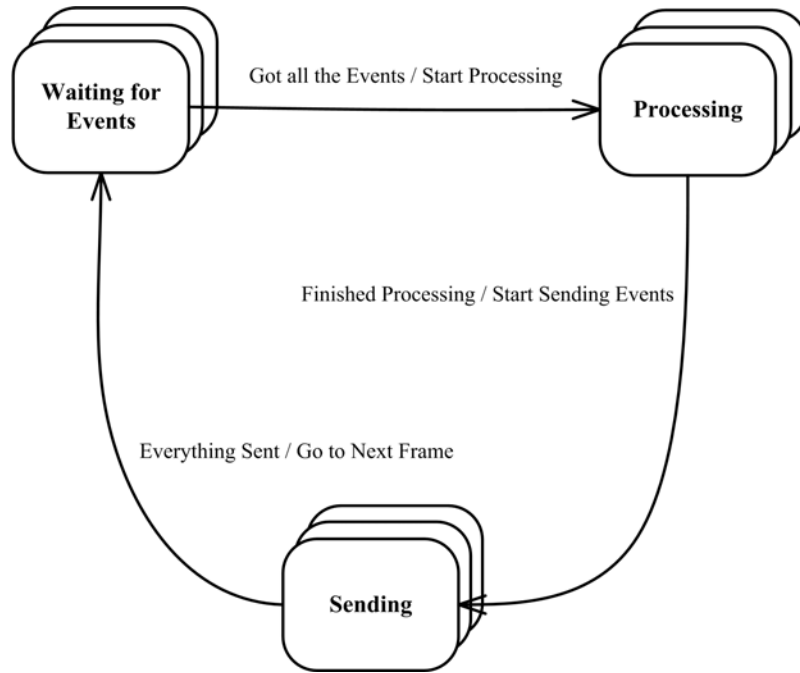 Waiting for
Events
Got all the Events / Start Processing
Processing
Finished Processing / Start Sending Events
Everything Sent / Go to Next Frame
Sending